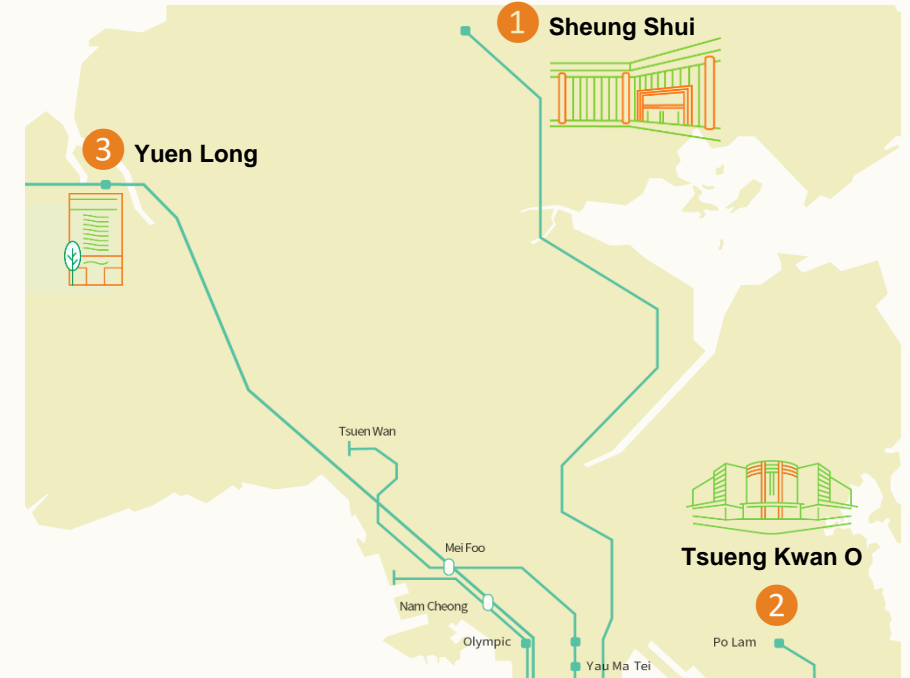 1 Sheung Shui
3 Yuen Long
Tsuen Wan
Mei Foo
Tsueng Kwan O
Nam Cheong
2
Olympic
Po Lam
Yau Ma Tei